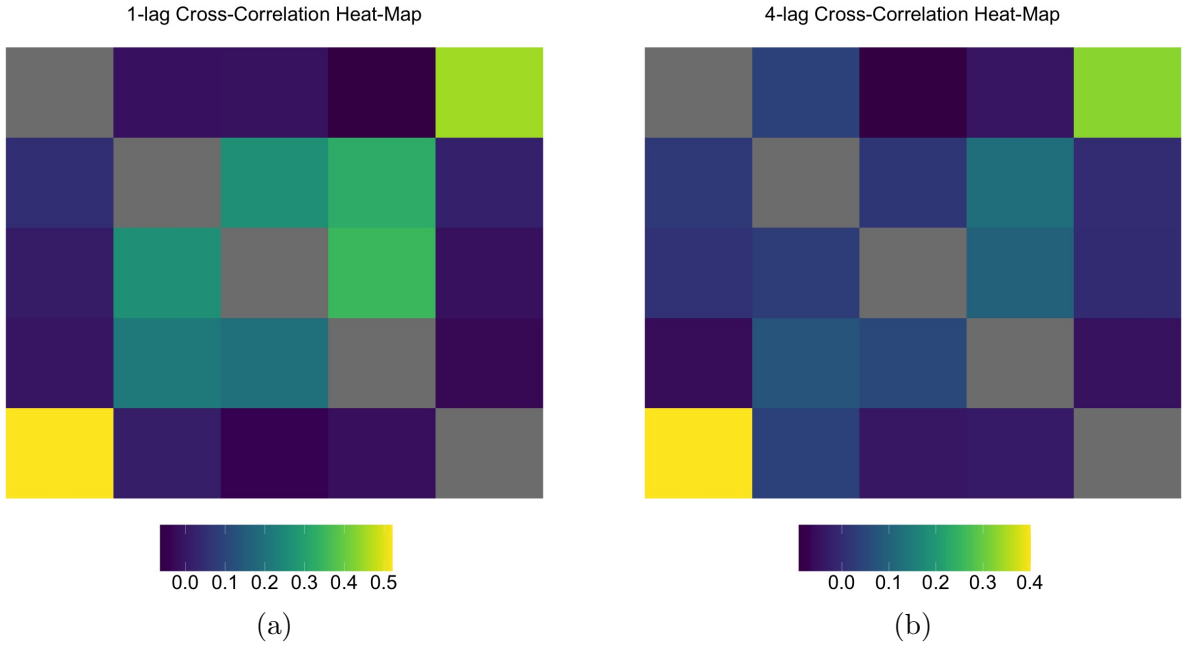 1-lag Cross-Correlation Heat-Map
4-lag Cross-Correlation Heat-Map
0.0 0.1 0.2 0.3 0.4 0.5
0.0 0.1 0.2 0.3 0.4
(a)
(b)